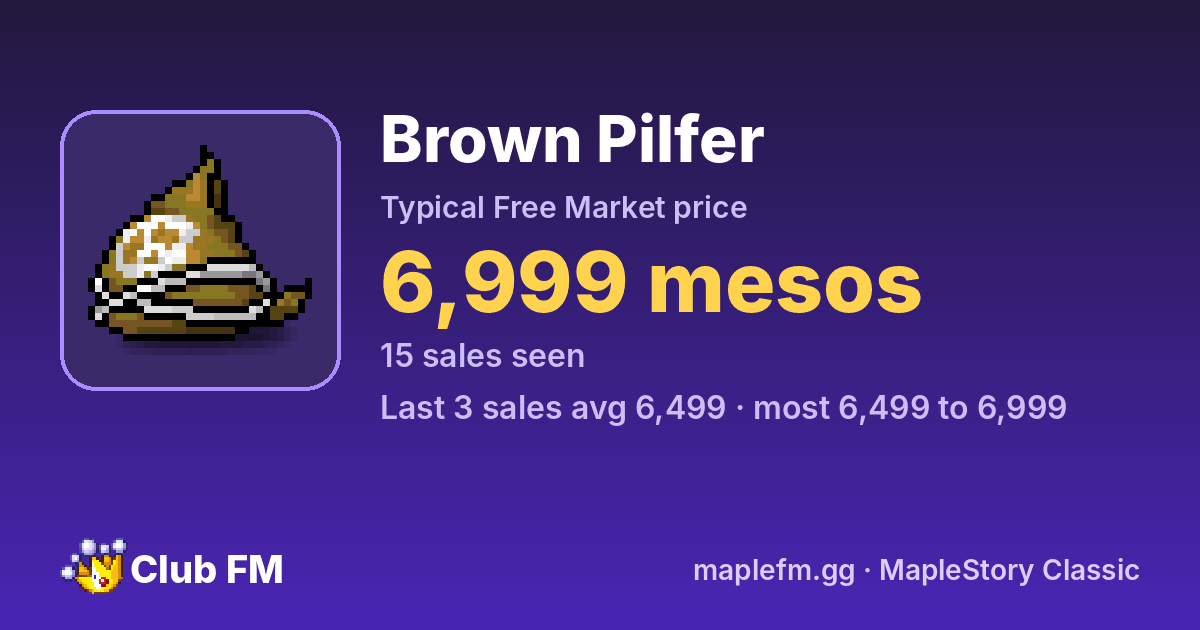 Brown Pilfer
Typical Free Market price
6,999 mesos
15 sales seen
Last 3 sales avg 6,499 · most 6,499 to 6,999
Club FM
maplefm.gg · MapleStory Classic